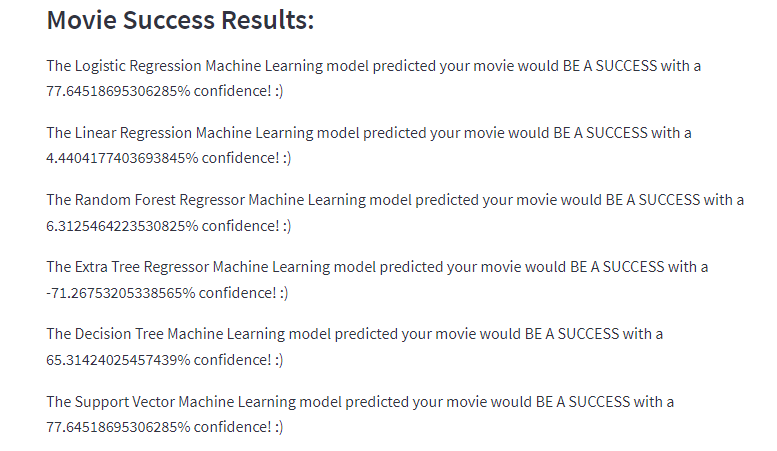 Movie Success Results:
The Logistic Regression Machine Learning model predicted your movie would BE A SUCCESS with a
77.64518695306285% confidence! :)
The Linear Regression Machine Learning model predicted your movie would BE A SUCCESS with a
4.4404177403693845% confidence! :)
The Random Forest Regressor Machine Learning model predicted your movie would BE A SUCCESS with a
6.3125464223530825% confidence! :)
The Extra Tree Regressor Machine Learning model predicted your movie would BE A SUCCESS with a
-71.26753205338565% confidence! :)
The Decision Tree Machine Learning model predicted your movie would BE A SUCCESS with a
65.31424025457439% confidence! :)
The Support Vector Machine Learning model predicted your movie would BE A SUCCESS with a
77.64518695306285% confidence! :)